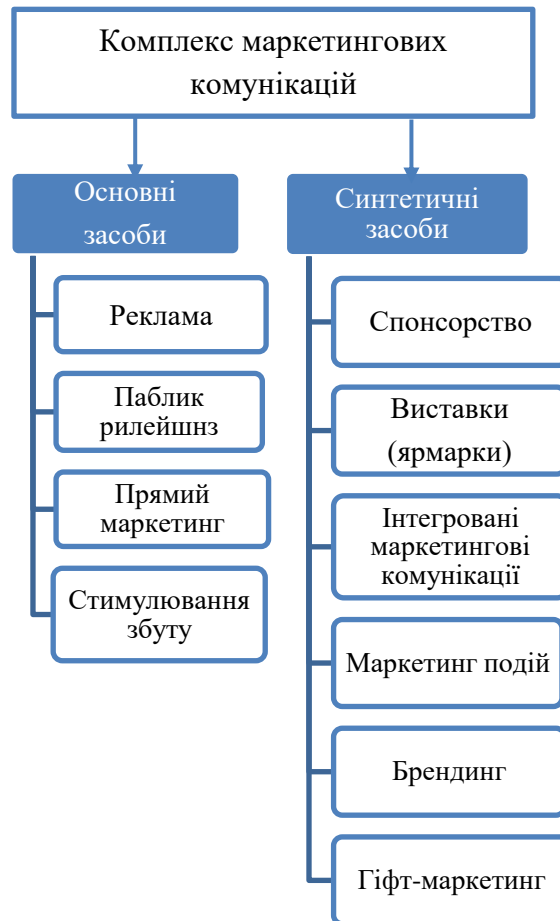 Комплекс маркетингових
комунікацій
Основні
засоби
Реклама
Паблик
рилейшнз
Прямий
маркетинг
Стимулювання
збуту
Синтетичні
засоби
Спонсорство
Виставки
(ярмарки)
Інтегровані
маркетингові
комунікації
Маркетинг подій
Брендинг
Гіфт-маркетинг